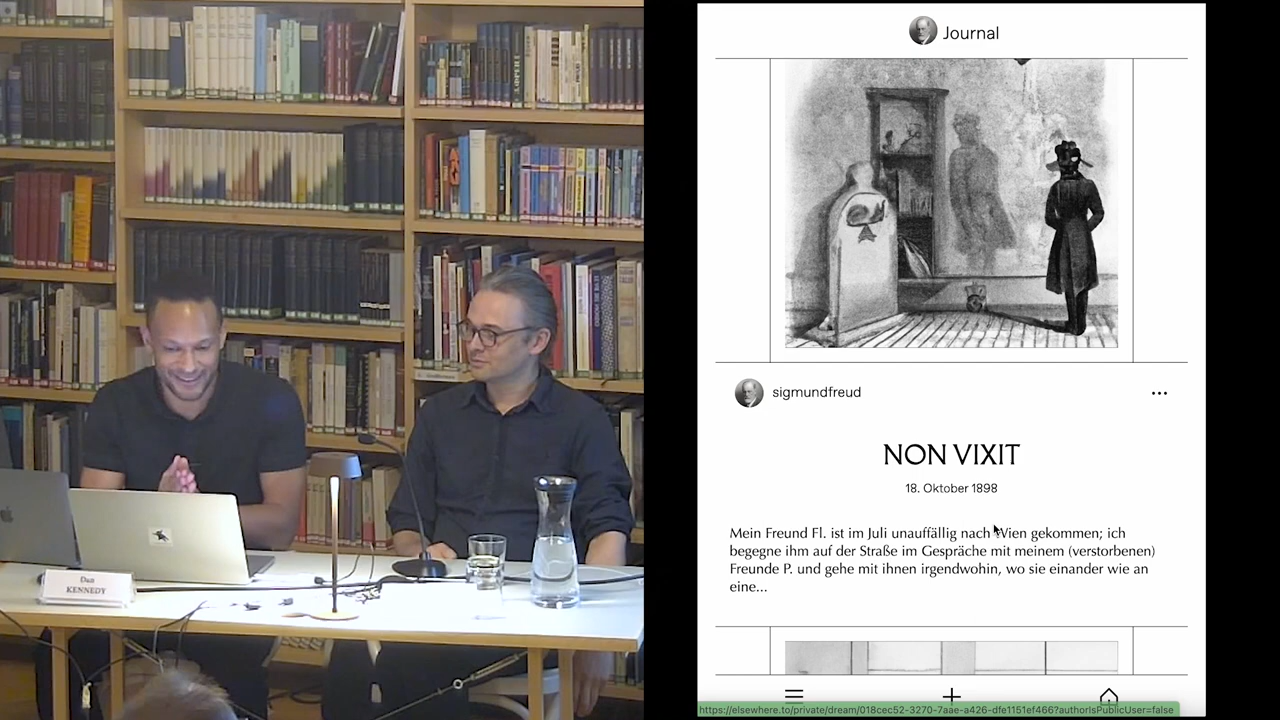 Journal
sigmundfreud
NON VIXIT
18. Oktober 1898
Mein Freund Fl. ist im Juli unauffällig nach Wien gekommen; ich
begegne ihm auf der Straße im Gespräche mit meinem (verstorbenen)
Freunde P. und gehe mit ihnen irgendwohin, wo sie einander wie an
eine...
https://elsewhere.to/private/dream/018cec52-3270-7aae-a426-dfe1151ef466?authorIsPublicUser=false
Dan
KENNEDY